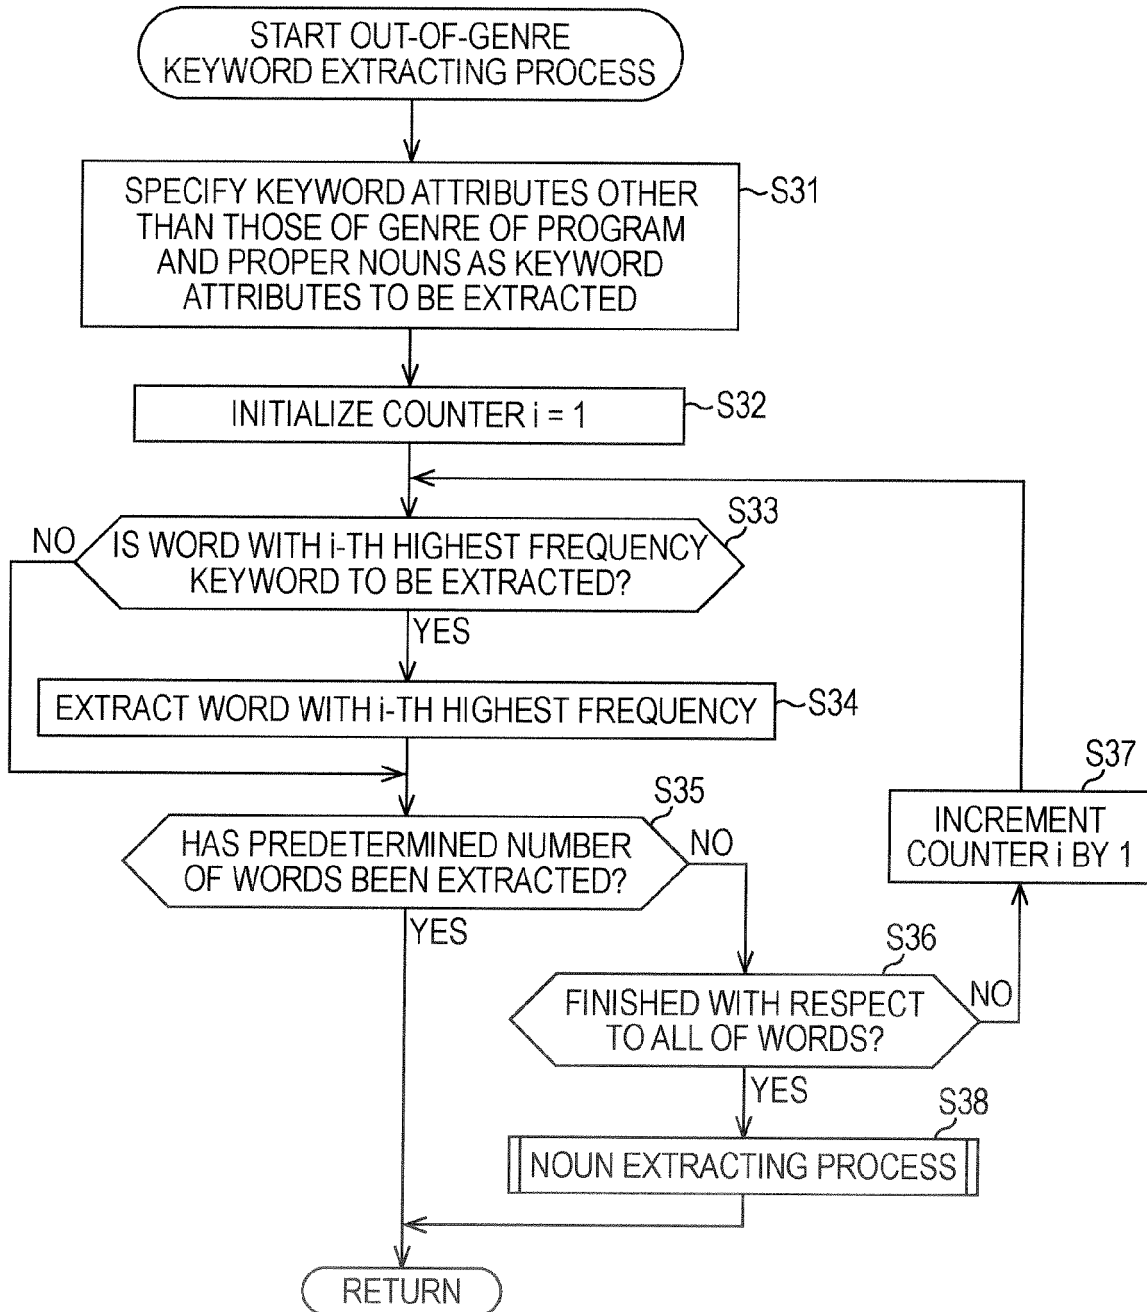 START OUT-OF-GENRE
KEYWORD EXTRACTING PROCESS
SPECIFY KEYWORD ATTRIBUTES OTHER
THAN THOSE OF GENRE OF PROGRAM
AND PROPER NOUNS AS KEYWORD
ATTRIBUTES TO BE EXTRACTED
S31
INITIALIZE COUNTER i = 1
S32
S33
NO
IS WORD WITH i-TH HIGHEST FREQUENCY
KEYWORD TO BE EXTRACTED?
YES
EXTRACT WORD WITH i-TH HIGHEST FREQUENCY
S34
S35
HAS PREDETERMINED NUMBER
OF WORDS BEEN EXTRACTED?
NO
YES
S37
INCREMENT
COUNTER i BY 1
S36
FINISHED WITH RESPECT
TO ALL OF WORDS?
NO
YES
S38
NOUN EXTRACTING PROCESS
RETURN